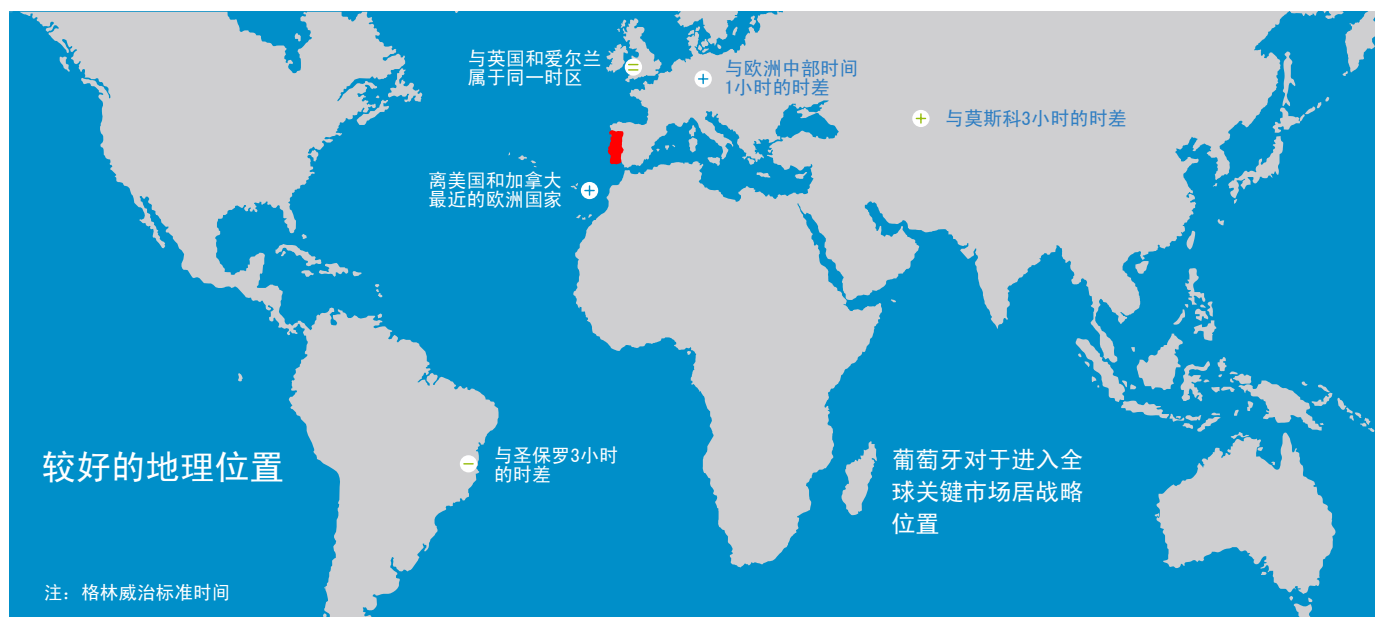 与英国和爱尔兰
属于同一时区
与欧洲中部时间
1小时的时差
与莫斯科3小时的时差
离美国和加拿大
最近的欧洲国家
较好的地理位置
与圣保罗3小时
的时差
葡萄牙对于进入全
球关键市场居战略
位置
注：格林威治标准时间